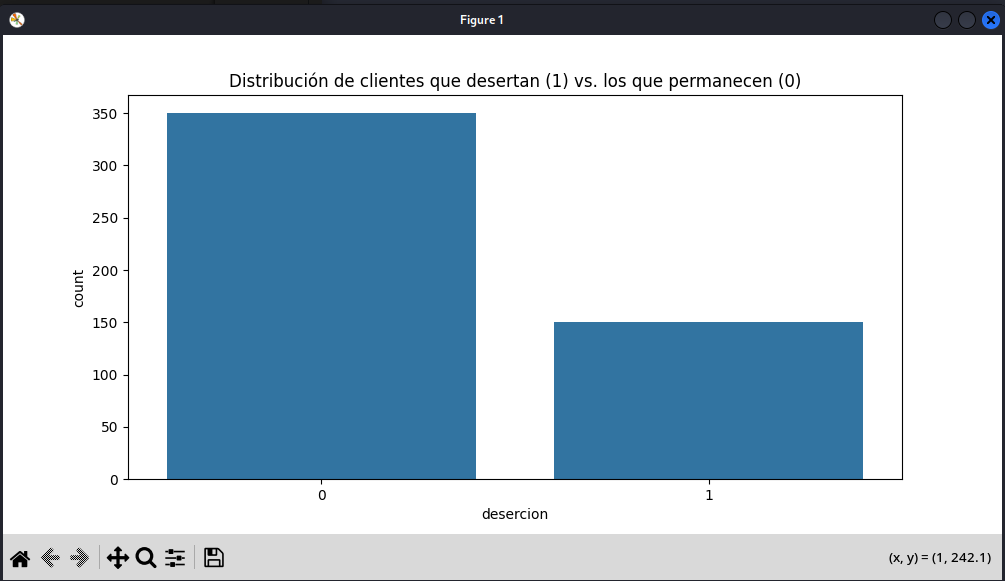 Figure 1
Distribución de clientes que desertan (1) vs. los que permanecen (0)
350
300
250
200
150
100
50
0
count
0
1
desercion
(x, y) = (1, 242.1)